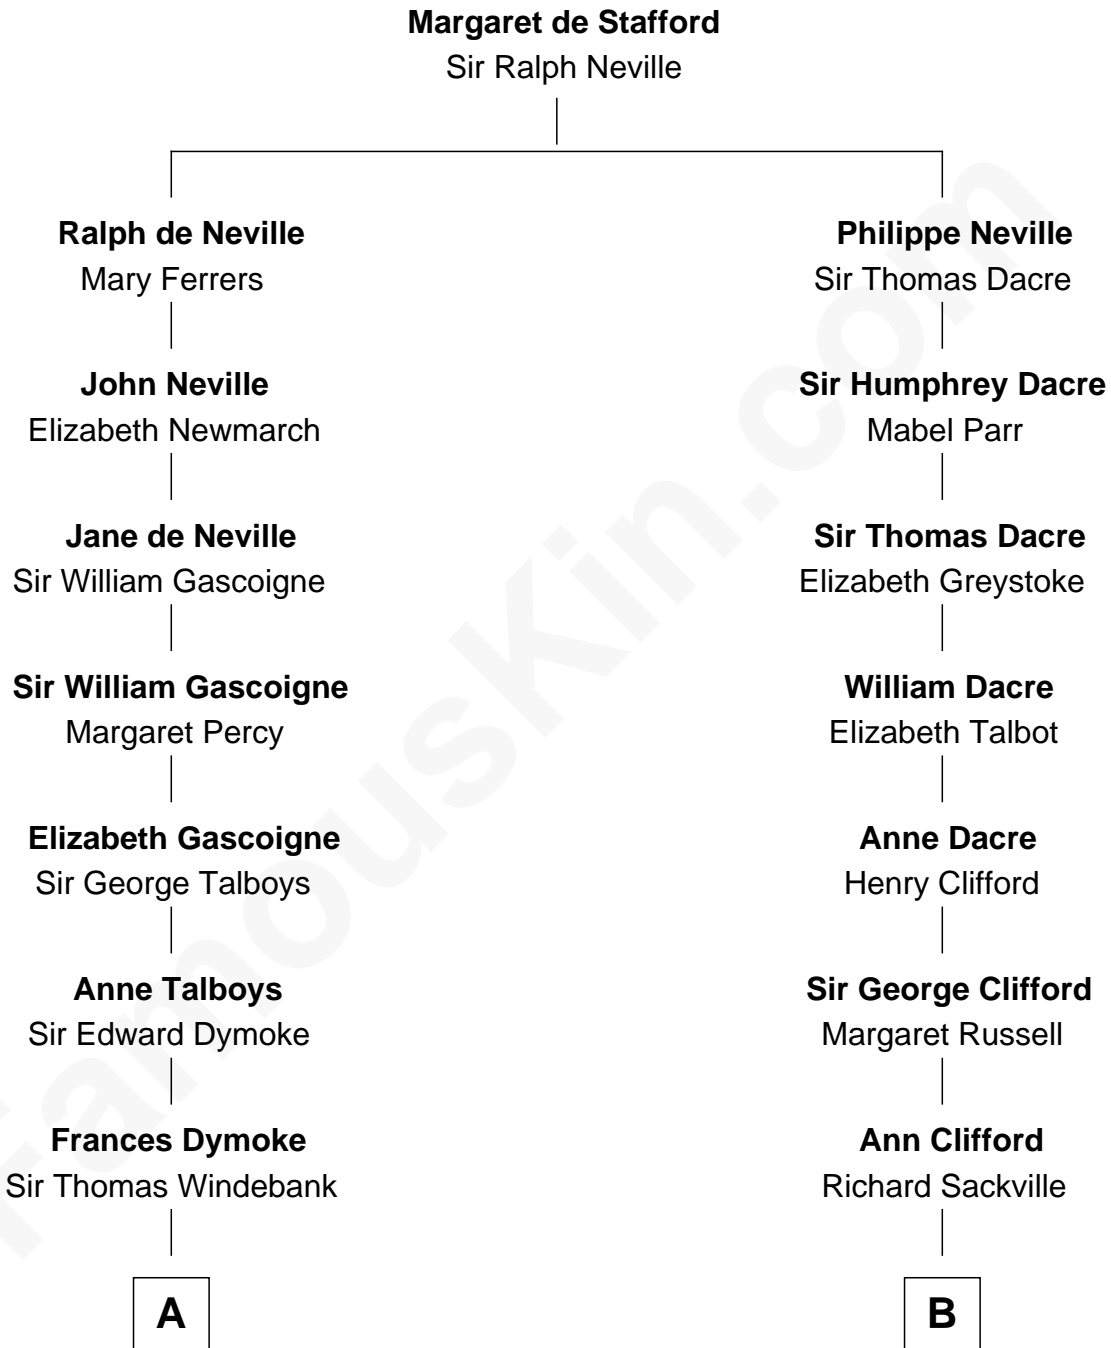 Margaret de Stafford
Sir Ralph Neville
Ralph de Neville
Mary Ferrers
John Neville
Elizabeth Newmarch
Jane de Neville
Sir William Gascoigne
Sir William Gascoigne
Margaret Percy
Elizabeth Gascoigne
Sir George Talboys
Anne Talboys
Sir Edward Dymoke
Frances Dymoke
Sir Thomas Windebank
A
Philippe Neville
Sir Thomas Dacre
Sir Humphrey Dacre
Mabel Parr
Sir Thomas Dacre
Elizabeth Greystoke
William Dacre
Elizabeth Talbot
Anne Dacre
Henry Clifford
Sir George Clifford
Margaret Russell
Ann Clifford
Richard Sackville
B
FamousKin.com